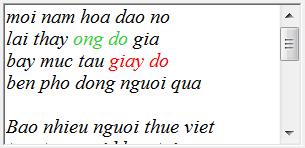 moi nam hoa dao no
lai thay ong do gia
bay muc tau giay do
ben pho dong nguoi qua
Bao nhieu nguoi thue viet